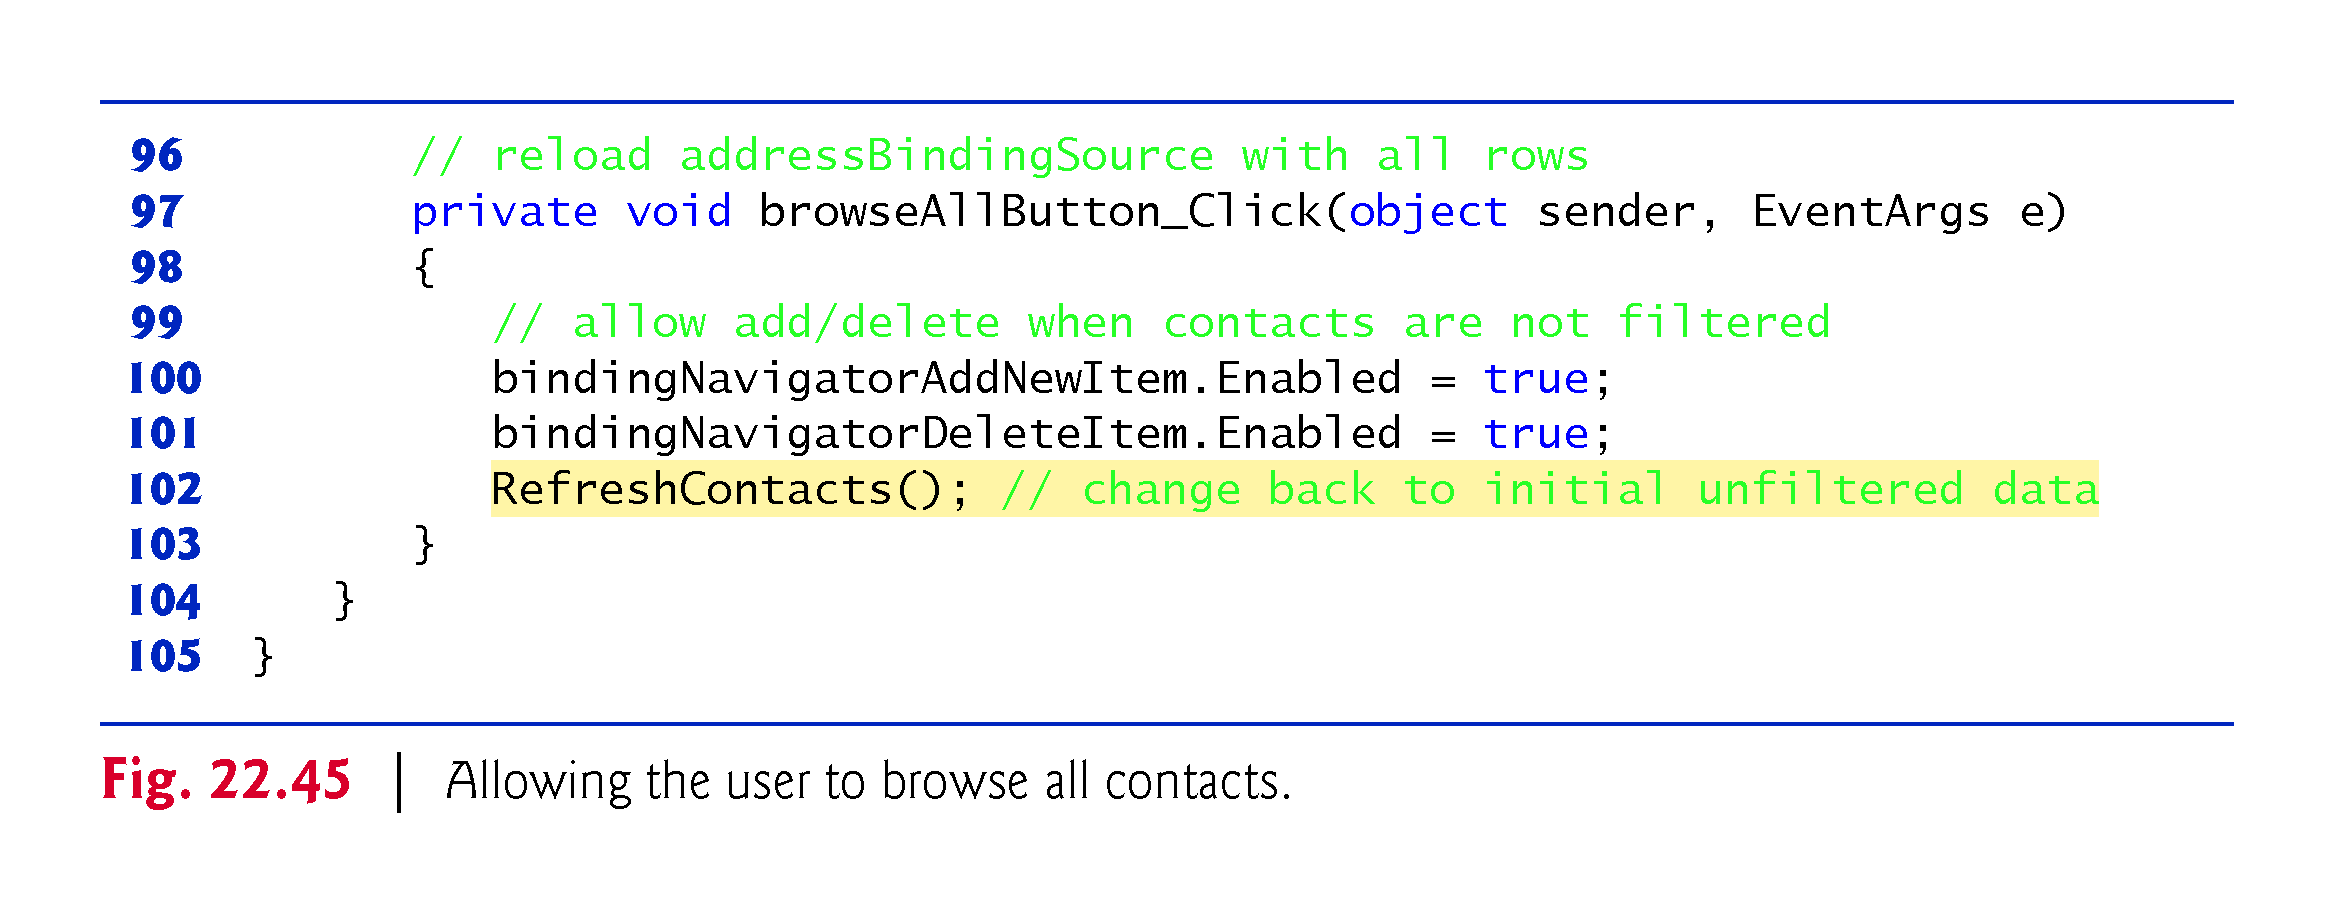 96 // reload addressBindingSource with all rows
97 private void browseAllButton_Click(object sender, EventArgs e)
98 {
99 // allow add/delete when contacts are not filtered
100 bindingNavigatorAddNewItem.Enabled = true;
101 bindingNavigatorDeleteItem.Enabled = true;
102 RefreshContacts(); // change back to initial unfiltered data
103 }
104 }
105 }
Fig. 22.45 | Allowing the user to browse all contacts.